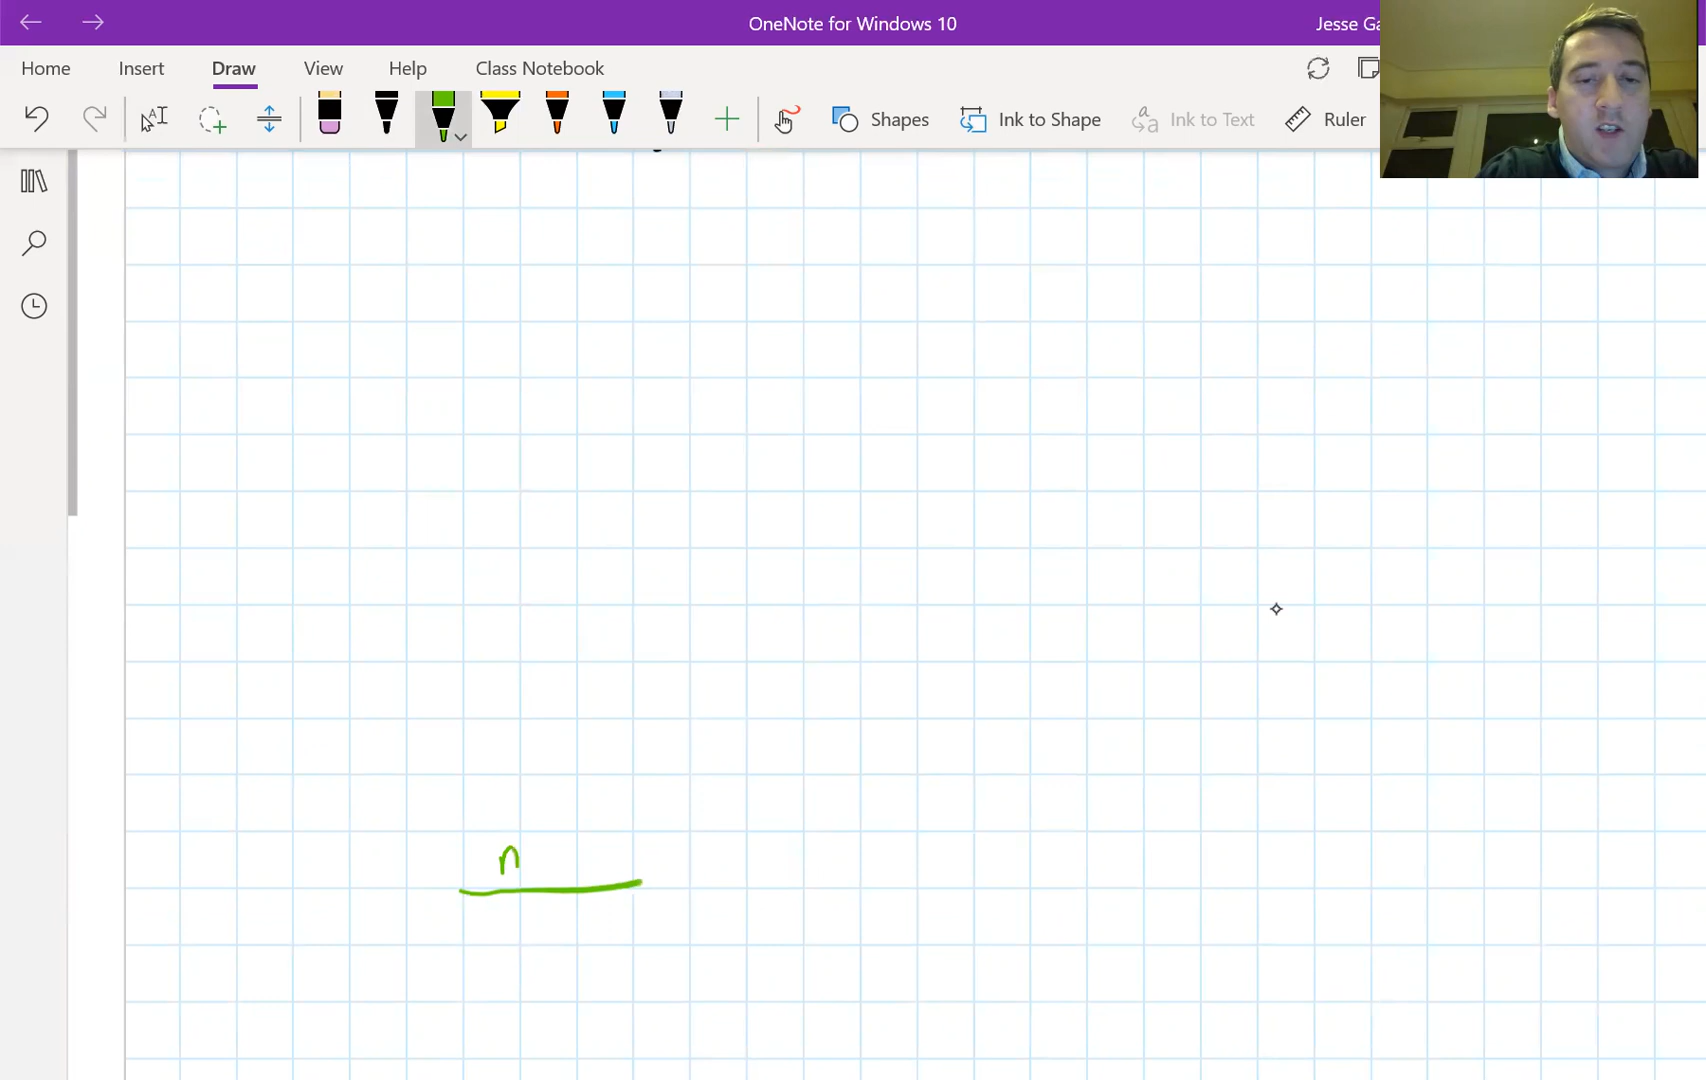 OneNote for Windows 10
Jesse Ga
Home Insert Draw View Help Class Notebook
Shapes Ink to Shape Ink to Text Ruler
n